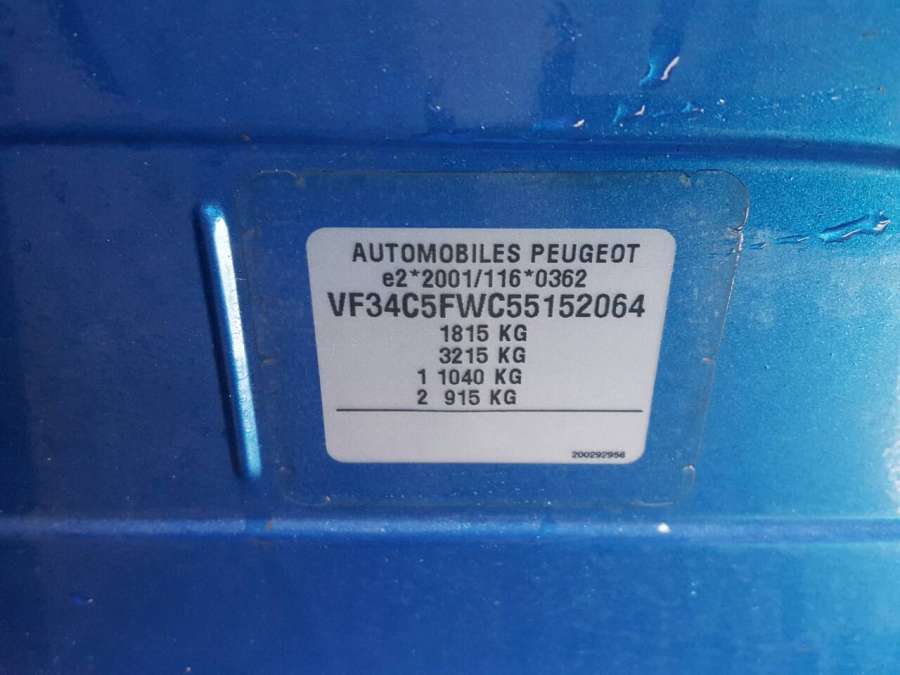 AUTOMOBILES PEUGEOT
e2*2001/116*0362
VF34C5FWC55152064
1815 KG
3215 KG
1 1040 KG
2 915 KG
200292956